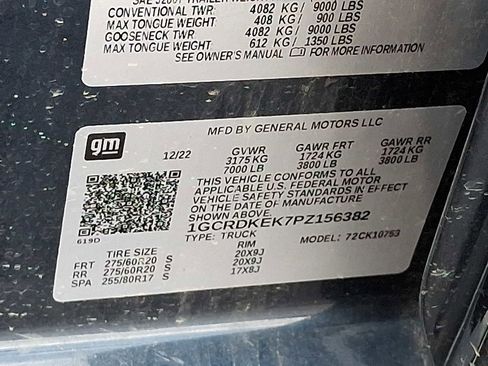 CONVENTIONAL TWR: 4082 KG / 9000 LBS
MAX TONGUE WEIGHT: 408 KG / 900 LBS
GOOSENECK TWR 4082 KG / 9000 LBS
MAX TONGUE WEIGHT: 612 KG / 1350 LBS
SEE OWNER'S MANUAL FOR MORE INFORMATION
gm
MFD BY GENERAL MOTORS LLC
12/22 GVWR GAWR FRT GAWR RR
3175 KG 1724 KG 1724 KG
7000 LB 3800 LB 3800 LB
THIS VEHICLE CONFORMS TO ALL
APPLICABLE U.S. FEDERAL MOTOR
VEHICLE SAFETY STANDARDS IN EFFECT
ON THE DATE OF MANUFACTURE SHOWN ABOVE.
1GCRDKEK7PZ156382
619D TYPE: TRUCK MODEL: 72CK10753
TIRE SIZE RIM
FRT 275/60R20 S 20X9J
RR 275/60R20 S 20X9J
SPA 255/80R17 S 17X8J